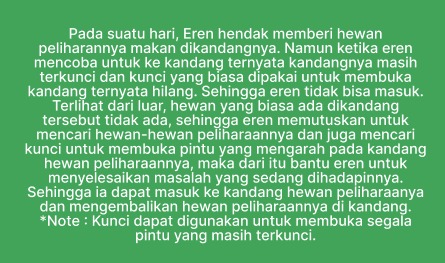 Pada suatu hari, Eren hendak memberi hewan
peliharannya makan dikandangnya. Namun ketika eren
mencoba untuk ke kandang ternyata kandangnya masih
terkunci dan kunci yang biasa dipakai untuk membuka
kandang ternyata hilang. Sehingga eren tidak bisa masuk.
Terlihat dari luar, hewan yang biasa ada dikandang
tersebut tidak ada, sehingga eren memutuskan untuk
mencari hewan-hewan peliharaannya dan juga mencari
kunci untuk membuka pintu yang mengarah pada kandang
hewan peliharaannya, maka dari itu bantu eren untuk
menyelesaikan masalah yang sedang dihadapinnya.
Sehingga ia dapat masuk ke kandang hewan peliharaanya
dan mengembalikan hewan peliharaannya di kandang.
*Note : Kunci dapat digunakan untuk membuka segala
pintu yang masih terkunci.